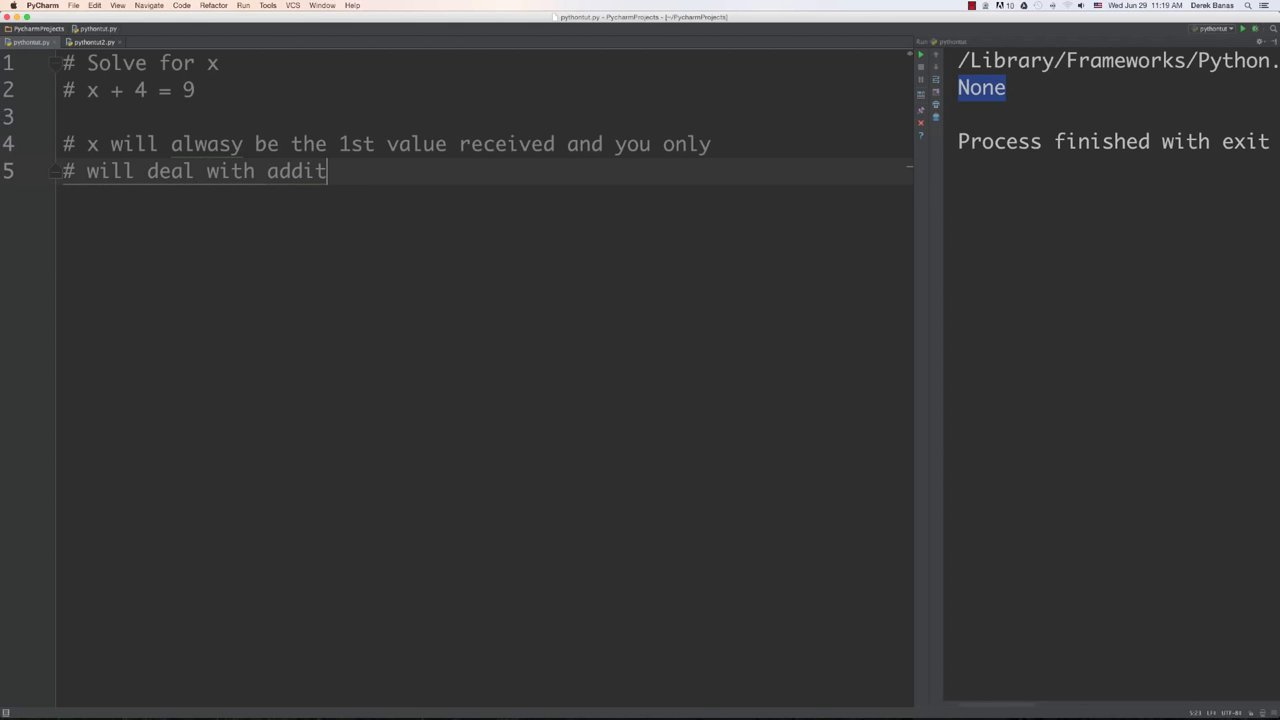 PyCharm File Edit View Navigate Code Refactor Run Tools VCS Window Help 10 Wed Jun 29 11:19 AM Derek Banas
pythontut.py - PycharmProjects - [~/PycharmProjects]
PycharmProjects pythontut.py pythontut
pythontut.py pythontut2.py Run pythontut
1 # Solve for x
2 # x + 4 = 9
3
4 # x will alwasy be the 1st value received and you only
5 # will deal with addit
/Library/Frameworks/Python.
None
Process finished with exit
5:23 LF UTF-8